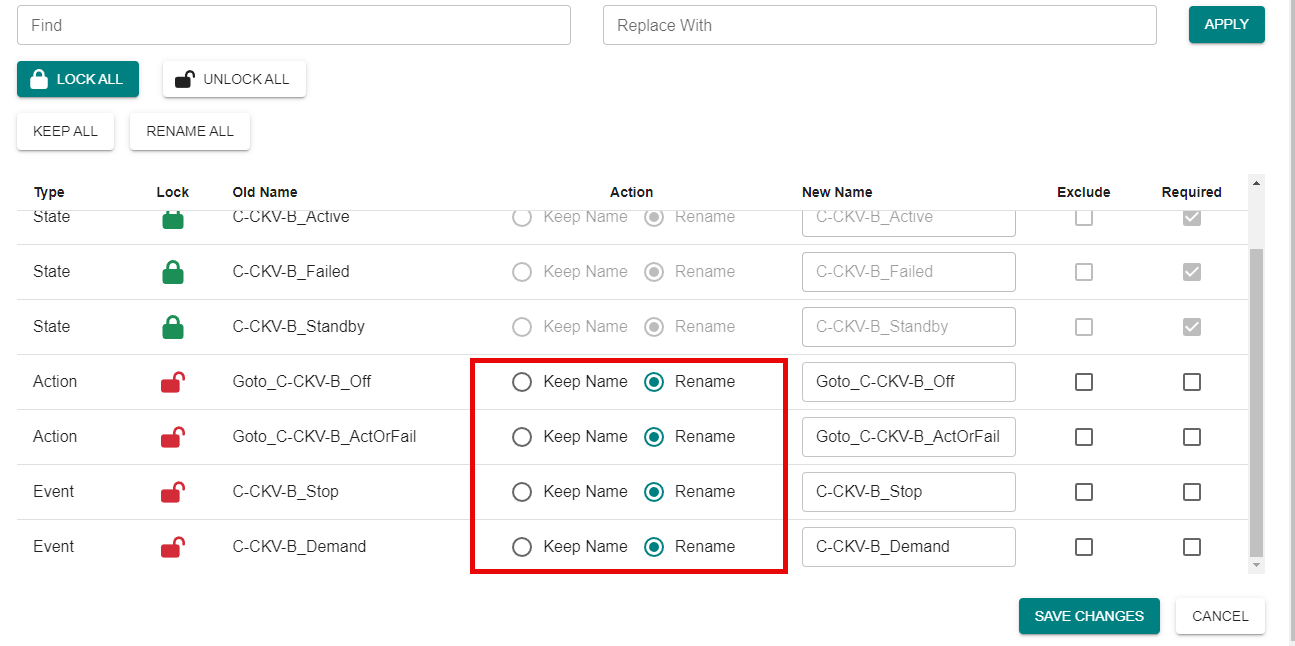 Find Replace With APPLY
LOCK ALL UNLOCK ALL
KEEP ALL RENAME ALL
Type Lock Old Name Action New Name Exclude Required
State C-CKV-B_Active Keep Name Rename C-CKV-B_Active
State C-CKV-B_Failed Keep Name Rename C-CKV-B_Failed
State C-CKV-B_Standby Keep Name Rename C-CKV-B_Standby
Action Goto_C-CKV-B_Off Keep Name Rename Goto_C-CKV-B_Off
Action Goto_C-CKV-B_ActOrFail Keep Name Rename Goto_C-CKV-B_ActOrFail
Event C-CKV-B_Stop Keep Name Rename C-CKV-B_Stop
Event C-CKV-B_Demand Keep Name Rename C-CKV-B_Demand
SAVE CHANGES CANCEL